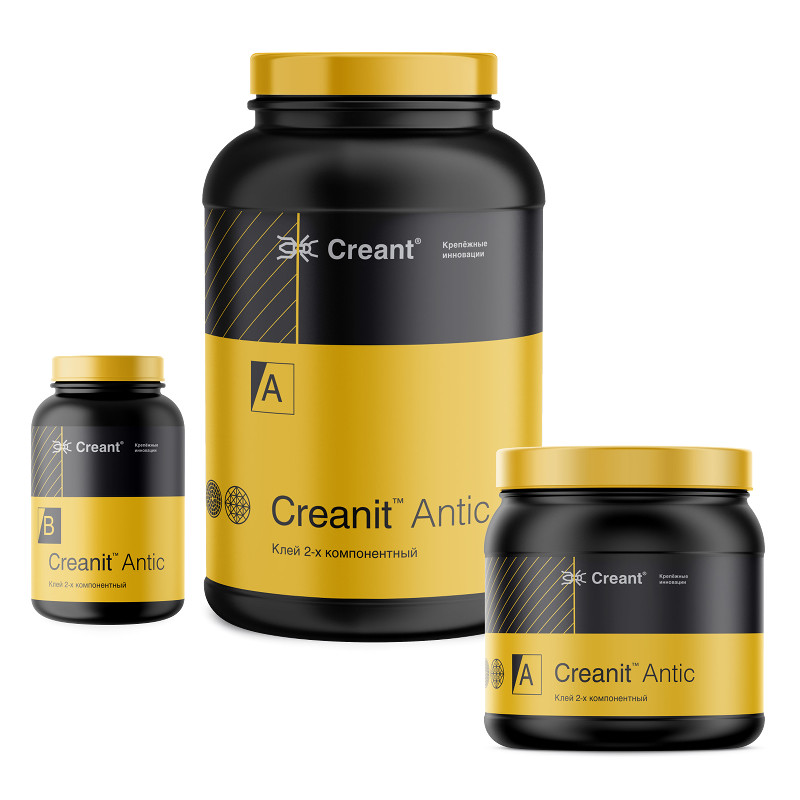 Creant®
Крепёжные
инновации
A
Creanit™ Antic
Клей 2-х компонентный
Creant®
Крепёжные
инновации
B
Creanit™ Antic
Клей 2-х компонентный
Creant®
Крепёжные
инновации
A
Creanit™ Antic
Клей 2-х компонентный